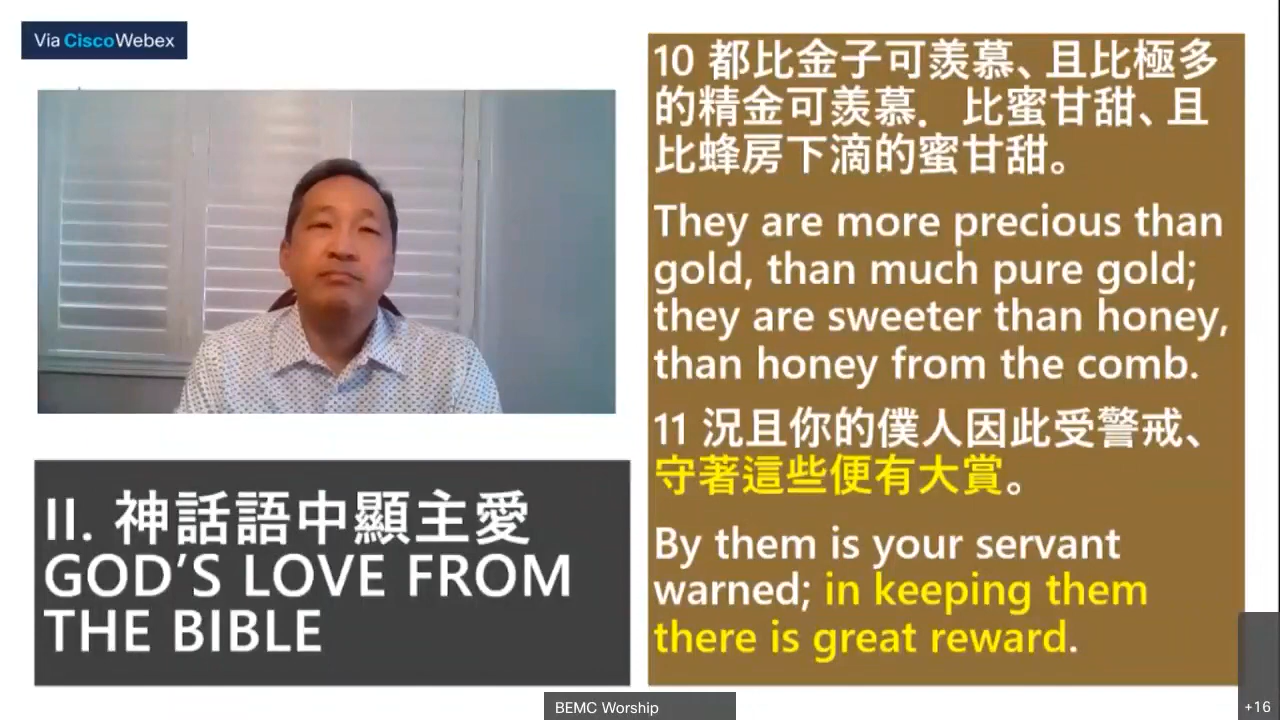 Via CiscoWebex
10 都比金子可羨慕、且比極多
的精金可羨慕． 比蜜甘甜、且
比蜂房下滴的蜜甘甜。
They are more precious than
gold, than much pure gold;
they are sweeter than honey,
than honey from the comb.
11 況且你的僕人因此受警戒、
守著這些便有大賞。
By them is your servant
warned; in keeping them
there is great reward.
II. 神話語中顯主愛
GOD’S LOVE FROM
THE BIBLE
BEMC Worship
+16